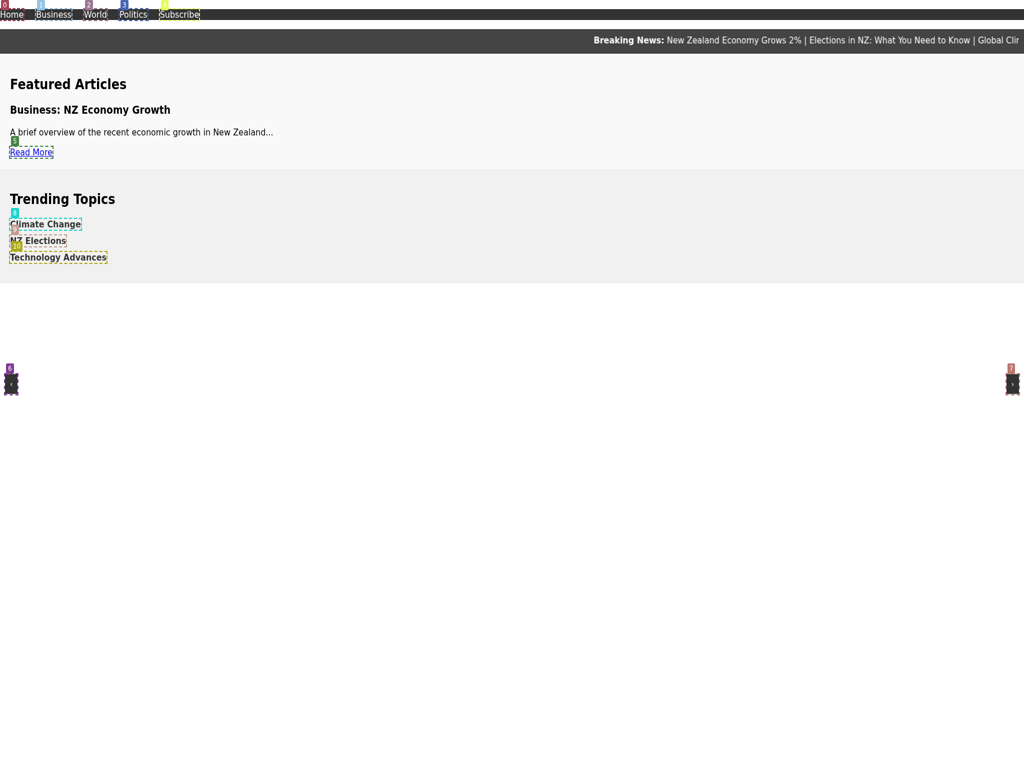 0 1 2 3 4
Home Business World Politics Subscribe
Breaking News: New Zealand Economy Grows 2% | Elections in NZ: What You Need to Know | Global Clir
Featured Articles
Business: NZ Economy Growth
A brief overview of the recent economic growth in New Zealand...
5
Read More
Trending Topics
8
Climate Change
9
NZ Elections
10
Technology Advances
6 7